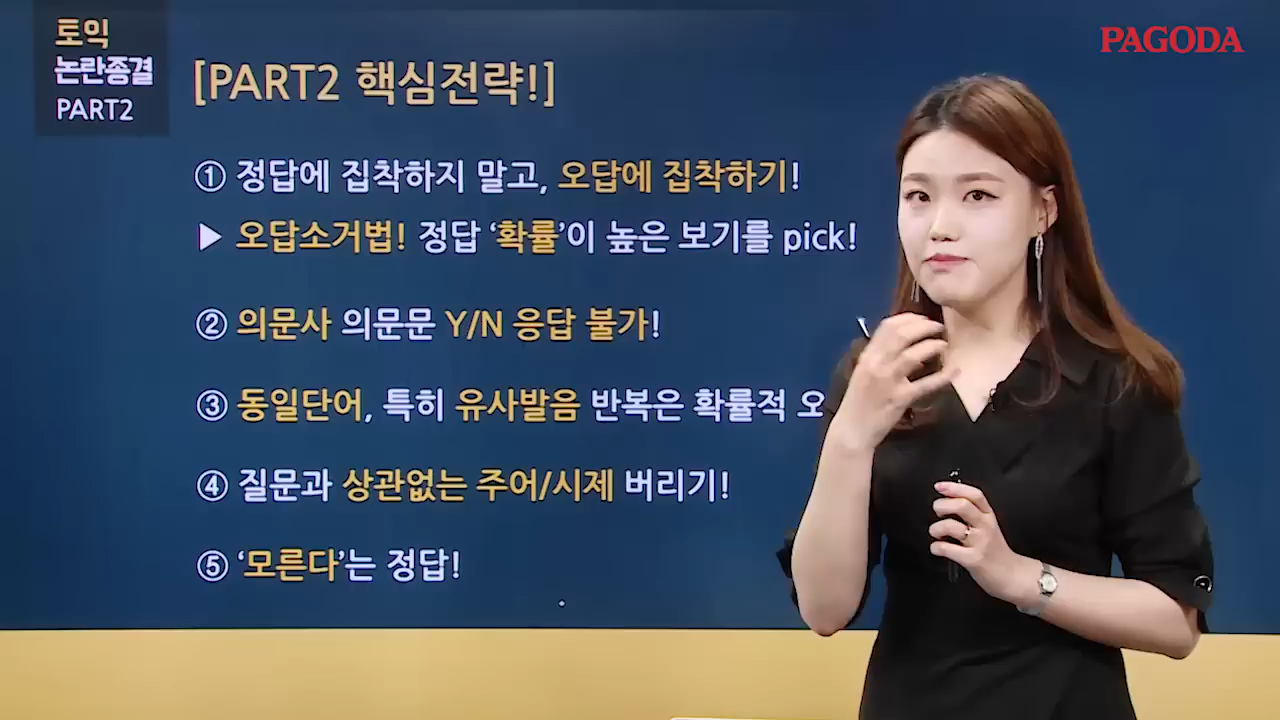 토익
논란종결
PART2
[PART2 핵심전략!]
PAGODA
① 정답에 집착하지 말고, 오답에 집착하기!
▶ 오답소거법! 정답 ‘확률’이 높은 보기를 pick!
② 의문사 의문문 Y/N 응답 불가!
③ 동일단어, 특히 유사발음 반복은 확률적 오
④ 질문과 상관없는 주어/시제 버리기!
⑤ ‘모른다’는 정답!